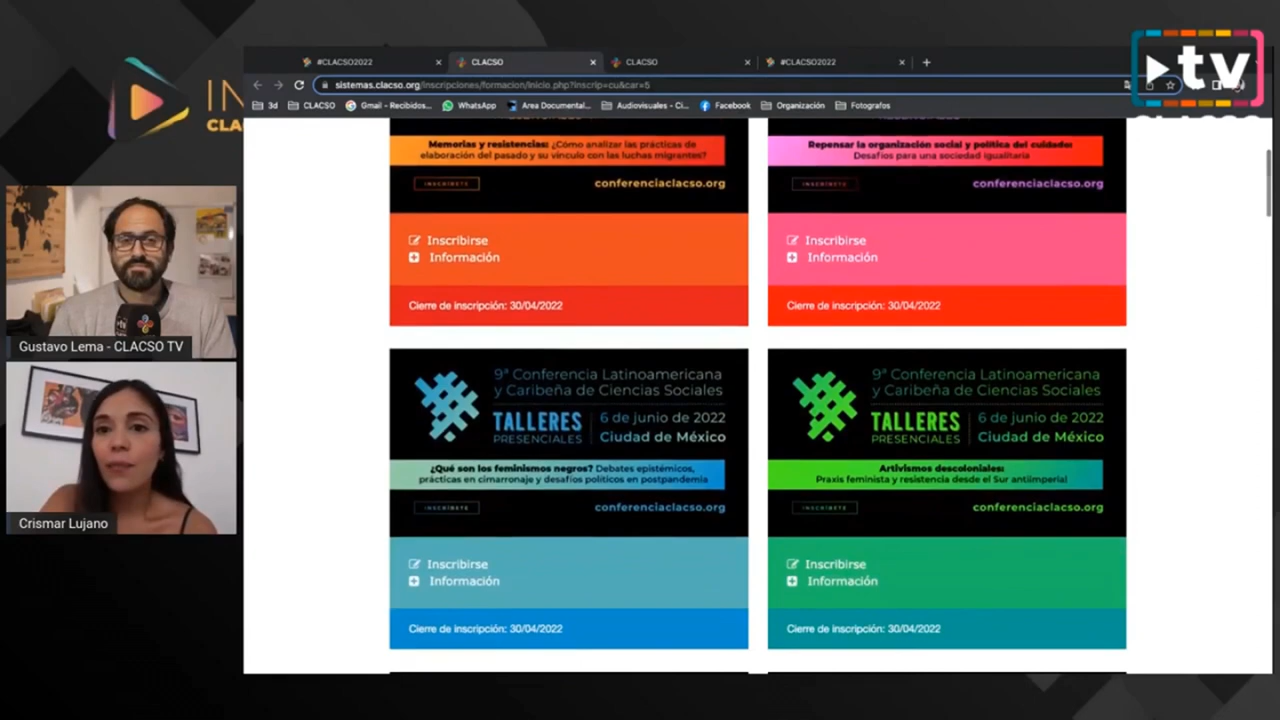 #CLACSO2022
CLACSO
CLACSO
#CLACSO2022
sistemas.clacso.org/inscripciones/formacion/inicio.php?inscrip=cu&car=5
3d
CLACSO
Gmail - Recibidos...
WhatsApp
Area Documental...
Audiovisuales - Ci...
Facebook
Organización
Fotografos
tv
IN
CLA
Memorias y resistencias: ¿Cómo analizar las prácticas de
elaboración del pasado y su vínculo con las luchas migrantes?
INSCRÍBETE
conferenciaclacso.org
Inscribirse
Información
Cierre de inscripción: 30/04/2022
Repensar la organización social y política del cuidado:
Desafíos para una sociedad igualitaria
INSCRÍBETE
conferenciaclacso.org
Inscribirse
Información
Cierre de inscripción: 30/04/2022
Gustavo Lema - CLACSO TV
Crismar Lujano
9ª Conferencia Latinoamericana
y Caribeña de Ciencias Sociales
TALLERES
PRESENCIALES
6 de junio de 2022
Ciudad de México
¿Qué son los feminismos negros? Debates epistémicos,
prácticas en cimarronaje y desafíos políticos en postpandemia
INSCRÍBETE
conferenciaclacso.org
Inscribirse
Información
Cierre de inscripción: 30/04/2022
9ª Conferencia Latinoamericana
y Caribeña de Ciencias Sociales
TALLERES
PRESENCIALES
6 de junio de 2022
Ciudad de México
Artivismos descoloniales:
Praxis feminista y resistencia desde el Sur antiimperial
INSCRÍBETE
conferenciaclacso.org
Inscribirse
Información
Cierre de inscripción: 30/04/2022